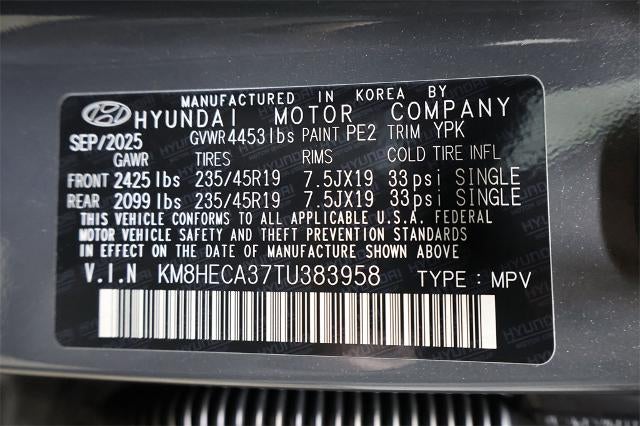 MANUFACTURED IN KOREA BY
HYUNDAI MOTOR COMPANY
SEP/2025 GVWR 4453lbs PAINT PE2 TRIM YPK
GAWR TIRES RIMS COLD TIRE INFL
FRONT 2425 lbs 235/45R19 7.5JX19 33psi SINGLE
REAR 2099 lbs 235/45R19 7.5JX19 33psi SINGLE
THIS VEHICLE CONFORMS TO ALL APPLICABLE U.S.A. FEDERAL
MOTOR VEHICLE SAFETY AND THEFT PREVENTION STANDARDS
IN EFFECT ON THE DATE OF MANUFACTURE SHOWN ABOVE
V.I.N KM8HECA37TU383958 TYPE: MPV